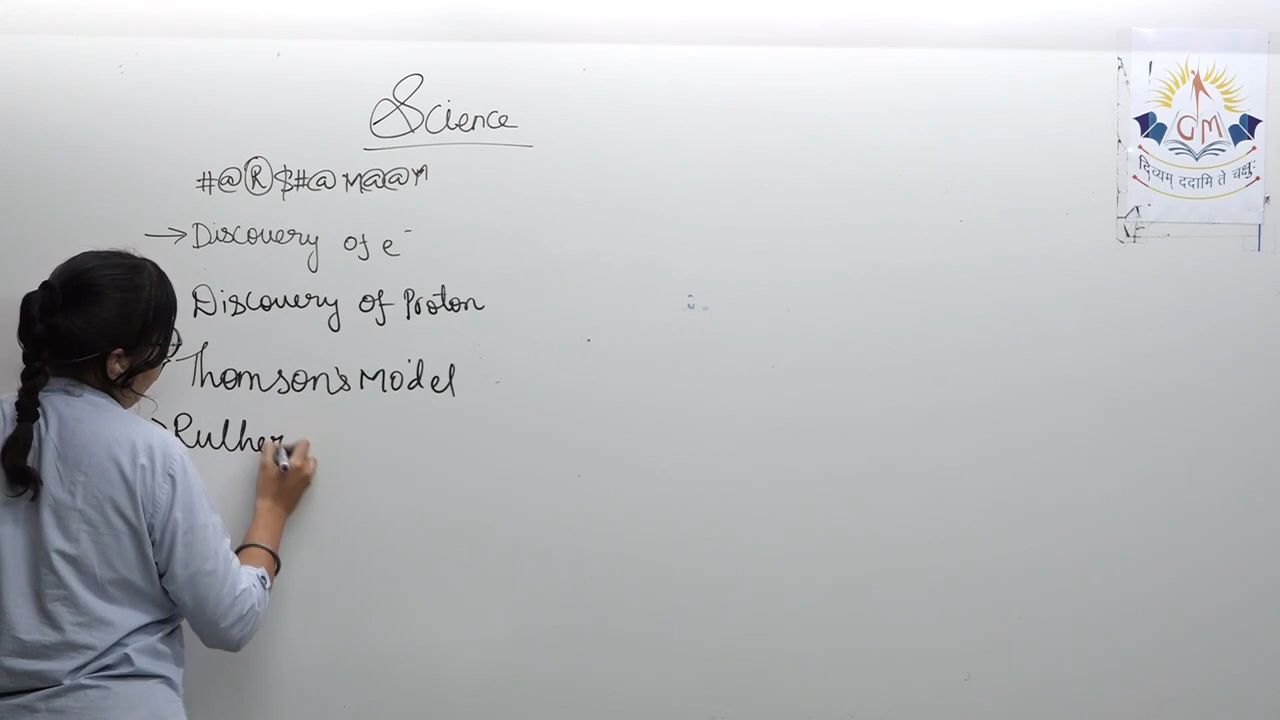 Science
#@®$#@ M@@M
→ Discovery of e⁻
Discovery of Proton
Thomson's Model
Ruther
GM
दिव्यम् ददामि ते चक्षुः